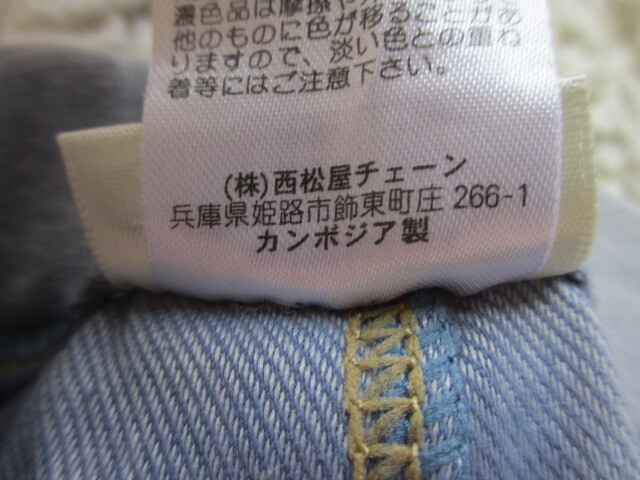 濃色品は摩擦や
他のものに色が移ることがあ
りますので、淡い色との重ね
着等にはご注意下さい。
(株)西松屋チェーン
兵庫県姫路市飾東町庄 266-1
カンボジア製